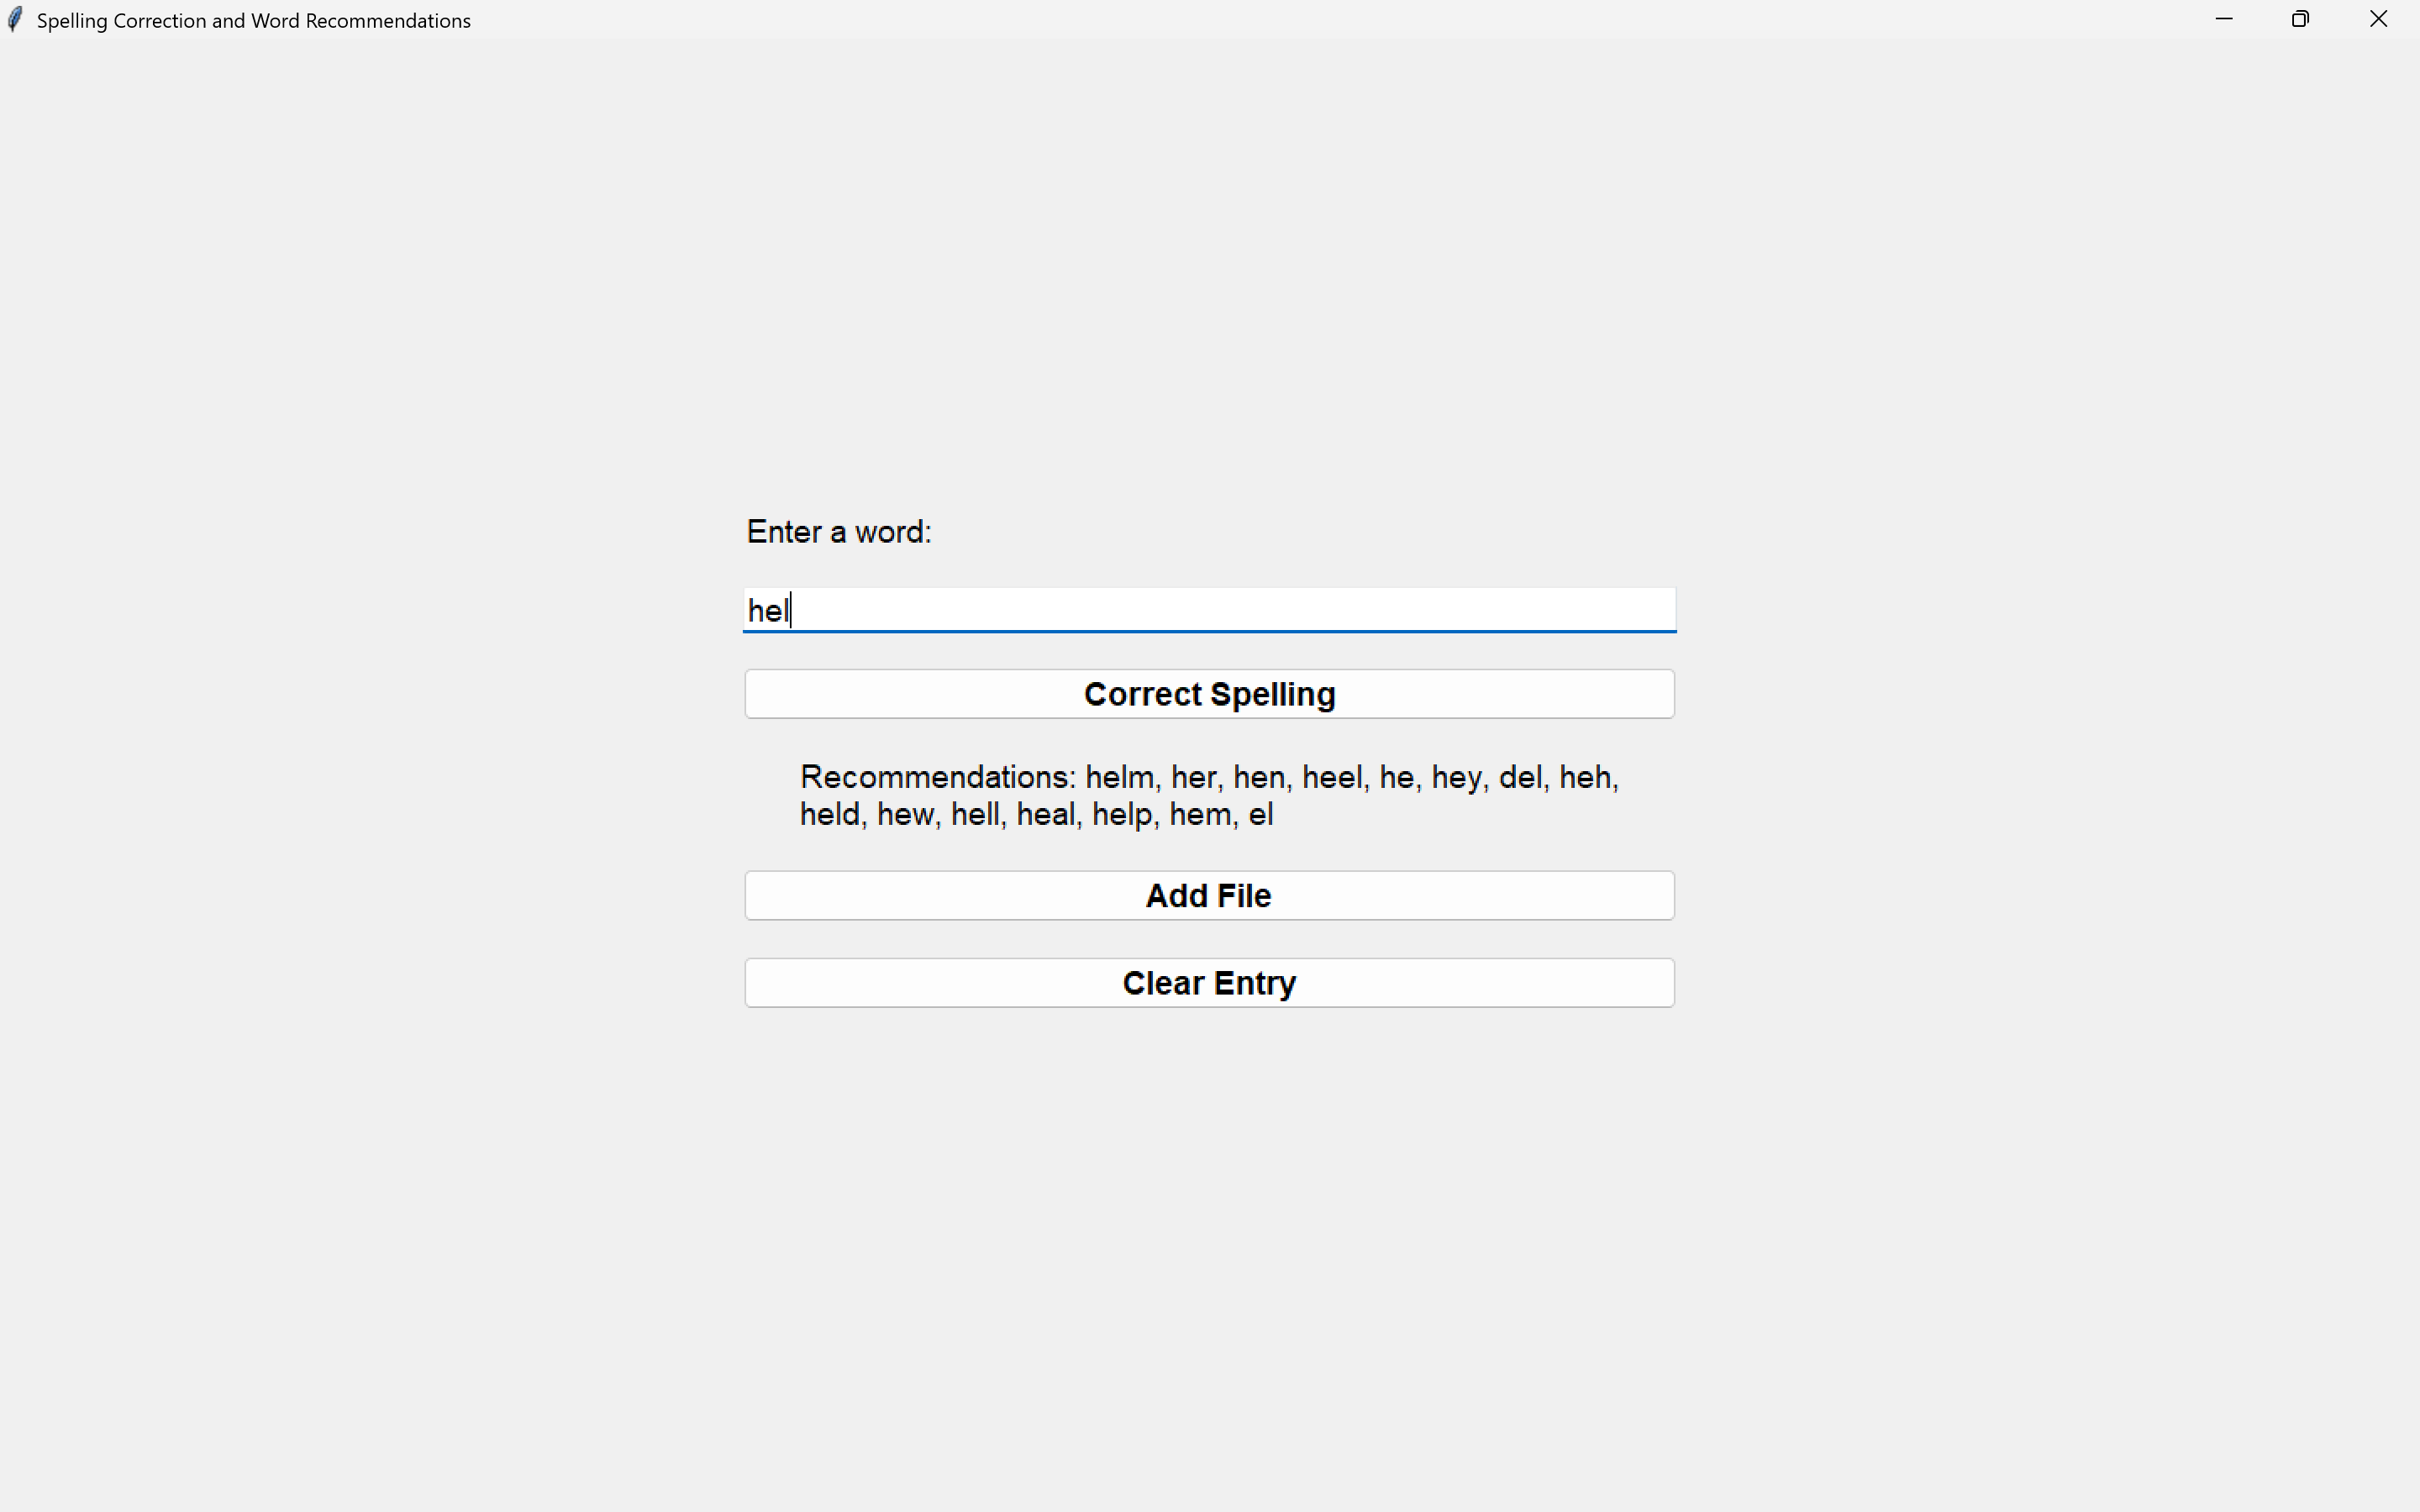 Spelling Correction and Word Recommendations
Enter a word:
hel
Correct Spelling
Recommendations: helm, her, hen, heel, he, hey, del, heh,
held, hew, hell, heal, help, hem, el
Add File
Clear Entry